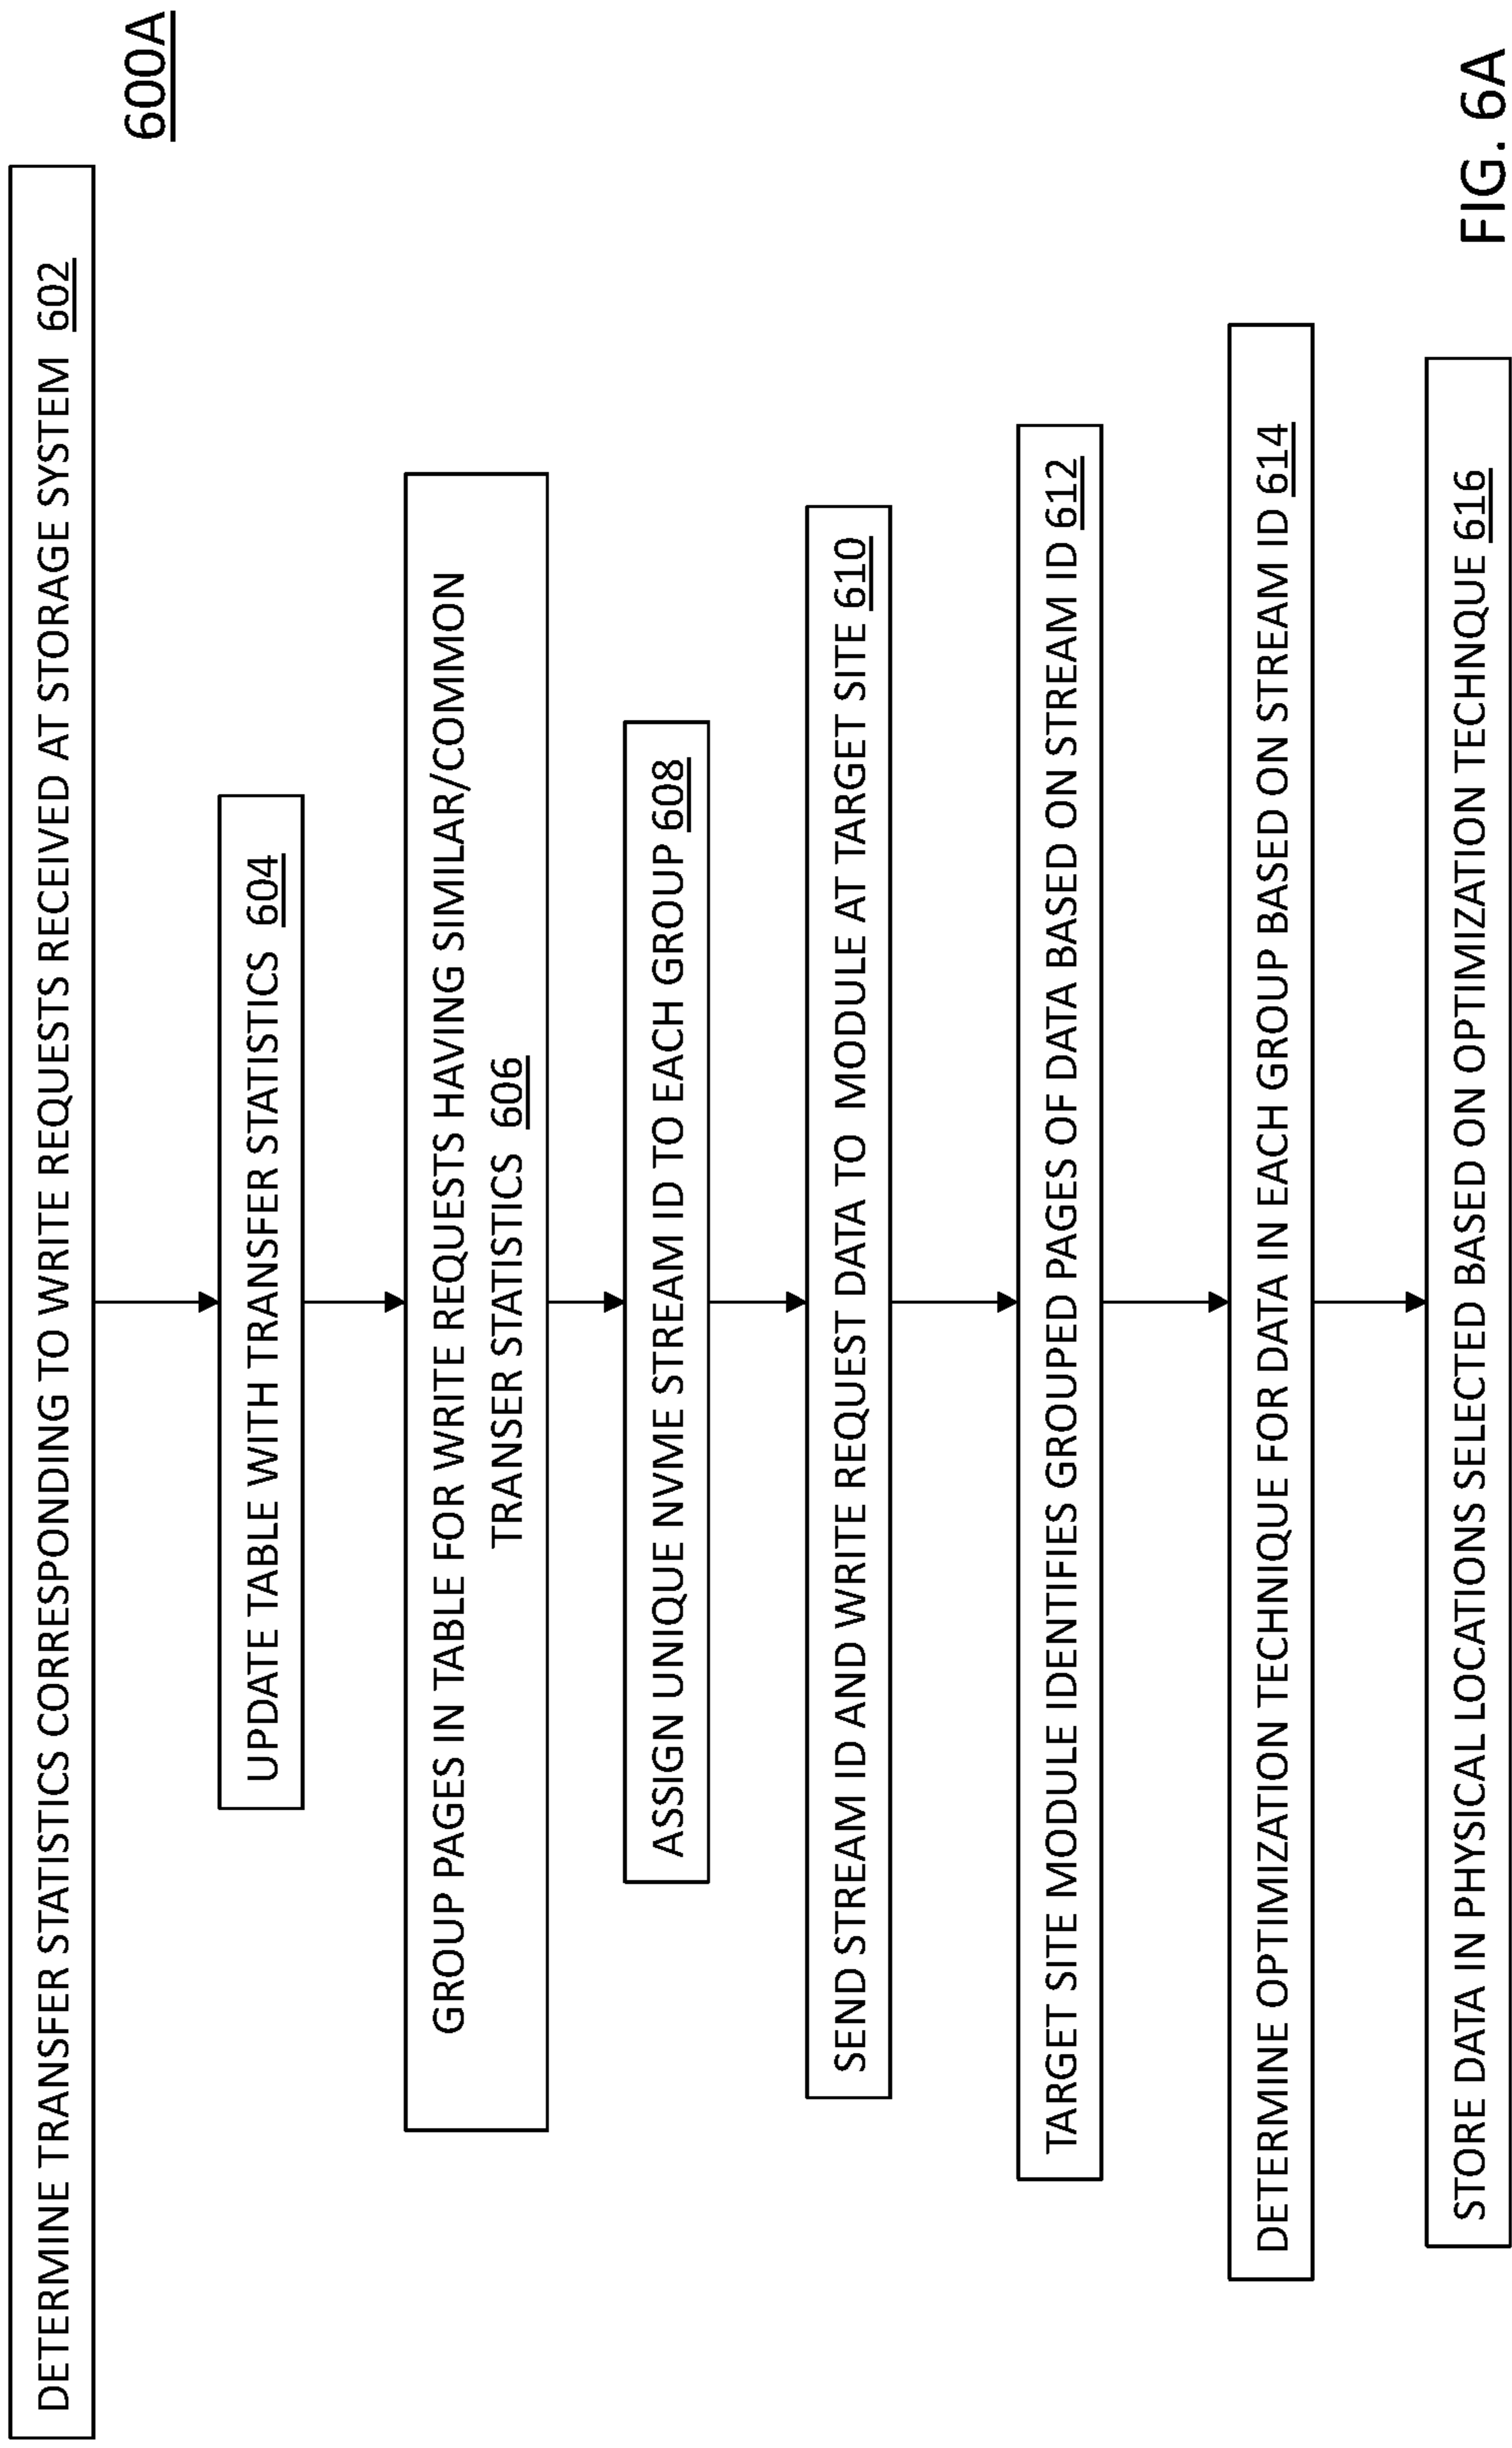 600A
DETERMINE TRANSFER STATISTICS CORRESPONDING TO WRITE REQUESTS RECEIVED AT STORAGE SYSTEM 602
UPDATE TABLE WITH TRANSFER STATISTICS 604
GROUP PAGES IN TABLE FOR WRITE REQUESTS HAVING SIMILAR/COMMON
TRANSER STATISTICS 606
ASSIGN UNIQUE NVME STREAM ID TO EACH GROUP 608
SEND STREAM ID AND WRITE REQUEST DATA TO MODULE AT TARGET SITE 610
TARGET SITE MODULE IDENTIFIES GROUPED PAGES OF DATA BASED ON STREAM ID 612
DETERMINE OPTIMIZATION TECHNIQUE FOR DATA IN EACH GROUP BASED ON STREAM ID 614
STORE DATA IN PHYSICAL LOCATIONS SELECTED BASED ON OPTIMIZATION TECHNQUE 616
FIG. 6A